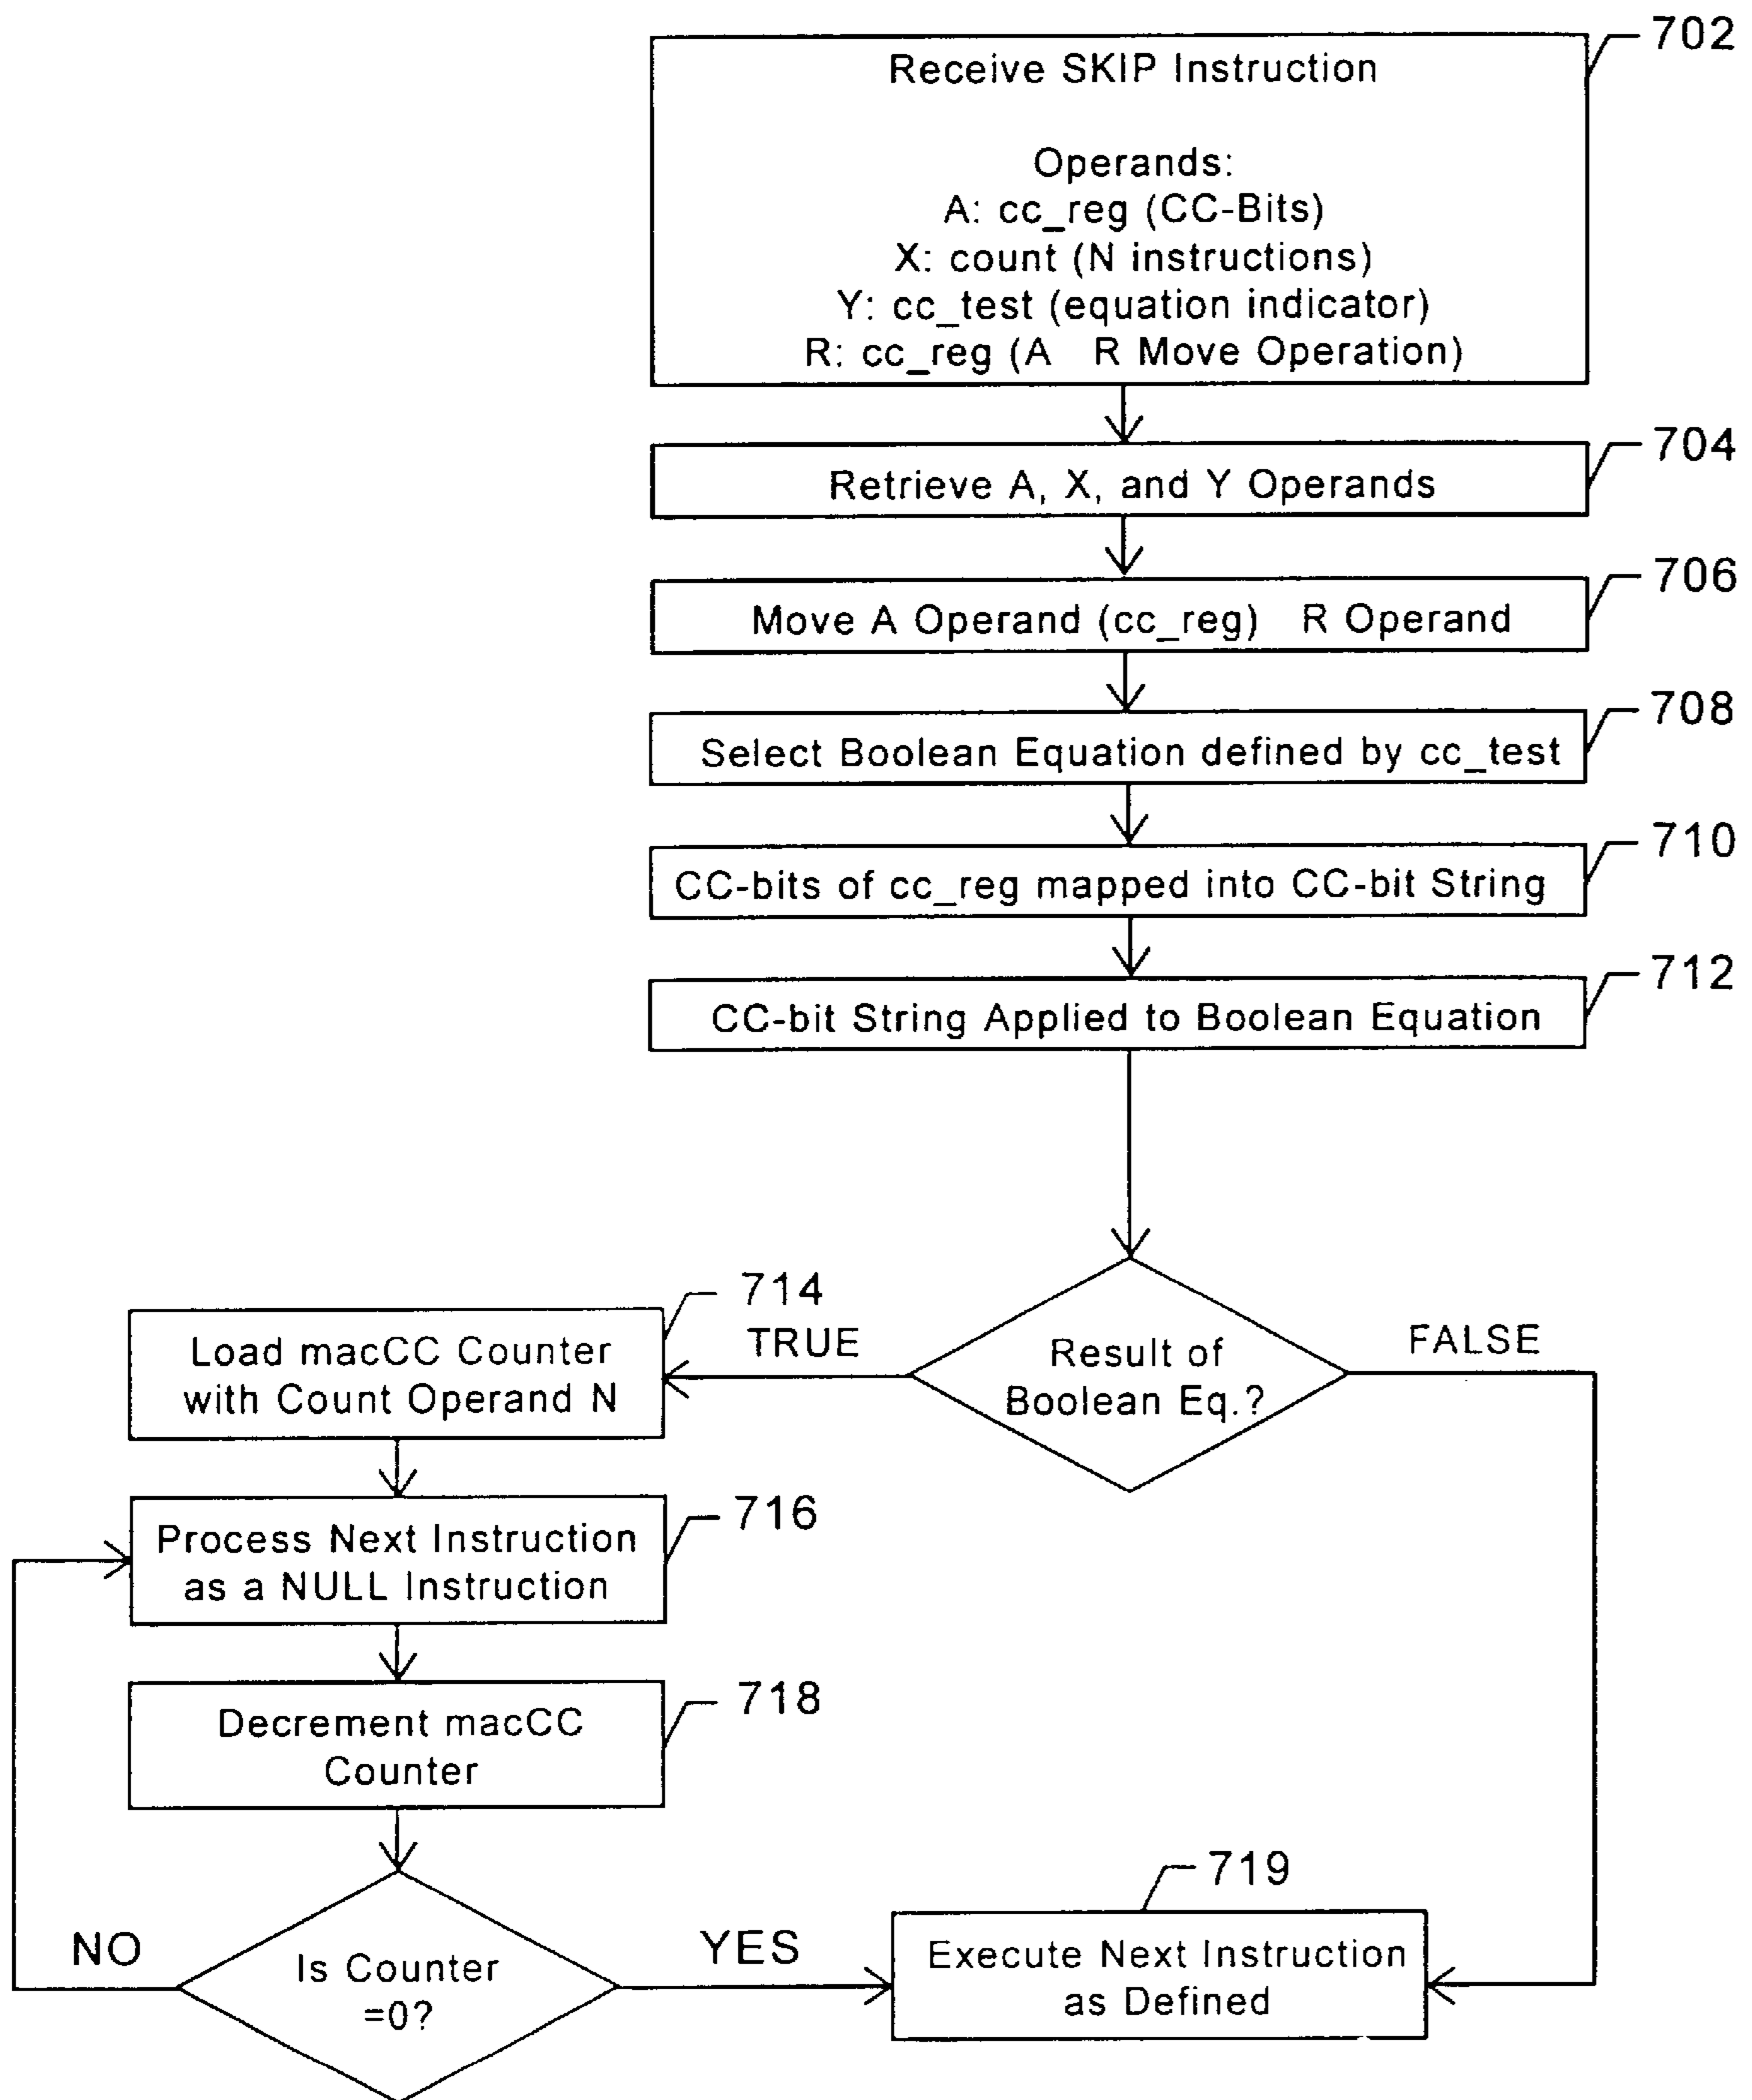 702
Receive SKIP Instruction
Operands:
A: cc_reg (CC-Bits)
X: count (N instructions)
Y: cc_test (equation indicator)
R: cc_reg (A R Move Operation)
704
Retrieve A, X, and Y Operands
706
Move A Operand (cc_reg) R Operand
708
Select Boolean Equation defined by cc_test
710
CC-bits of cc_reg mapped into CC-bit String
712
CC-bit String Applied to Boolean Equation
714
Load macCC Counter
with Count Operand N
TRUE
Result of
Boolean Eq.?
FALSE
716
Process Next Instruction
as a NULL Instruction
718
Decrement macCC
Counter
NO
Is Counter
=0?
YES
719
Execute Next Instruction
as Defined